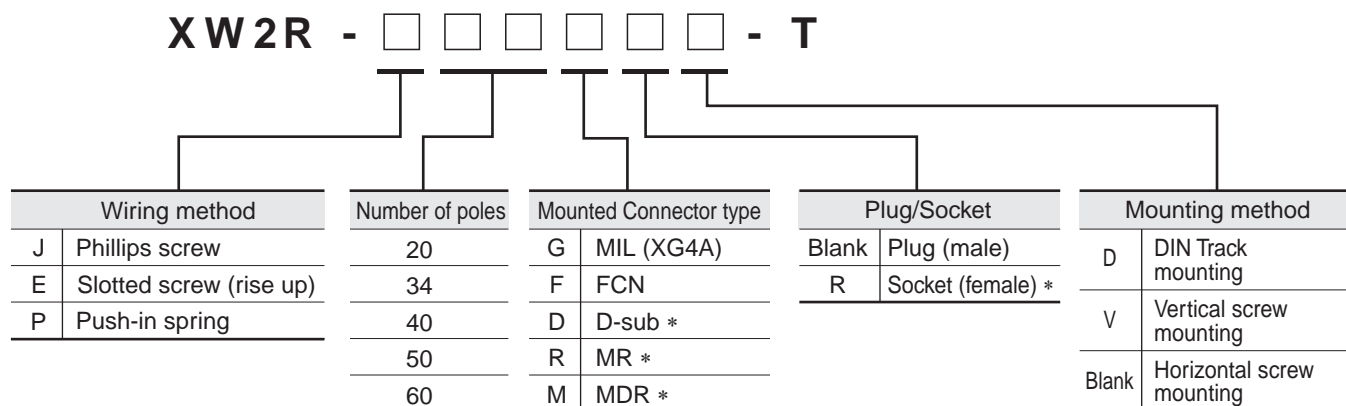 XW2R - □ □ □ □ □ □ - T
Wiring method
J Phillips screw
E Slotted screw (rise up)
P Push-in spring
Number of poles
20
34
40
50
60
Mounted Connector type
G MIL (XG4A)
F FCN
D D-sub *
R MR *
M MDR *
Plug/Socket
Blank Plug (male)
R Socket (female) *
Mounting method
D DIN Track
mounting
V Vertical screw
mounting
Blank Horizontal screw
mounting